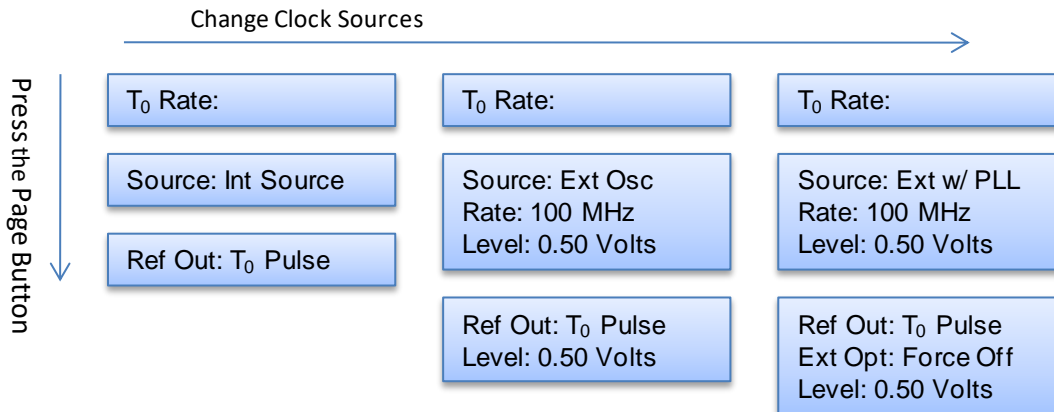 Change Clock Sources
Press the Page Button
T₀ Rate:
Source: Int Source
Ref Out: T₀ Pulse
T₀ Rate:
Source: Ext Osc
Rate: 100 MHz
Level: 0.50 Volts
Ref Out: T₀ Pulse
Level: 0.50 Volts
T₀ Rate:
Source: Ext w/ PLL
Rate: 100 MHz
Level: 0.50 Volts
Ref Out: T₀ Pulse
Ext Opt: Force Off
Level: 0.50 Volts